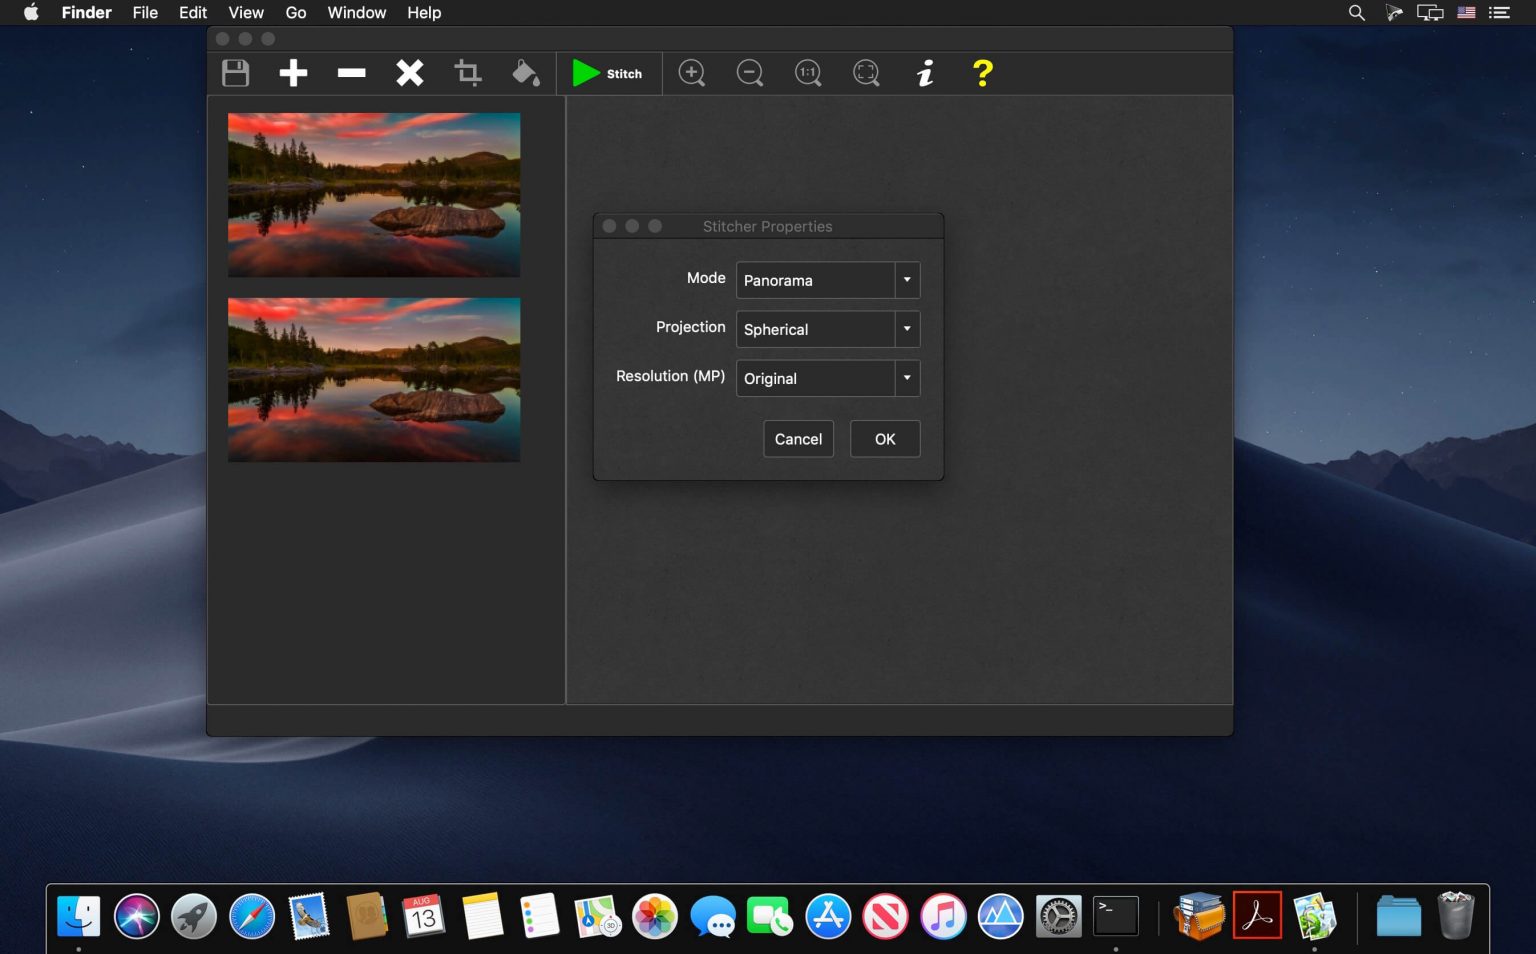 Finder File Edit View Go Window Help
Stitch 1:1 i ?
Stitcher Properties
Mode Panorama
Projection Spherical
Resolution (MP) Original
Cancel OK
AUG
13
3D
>_